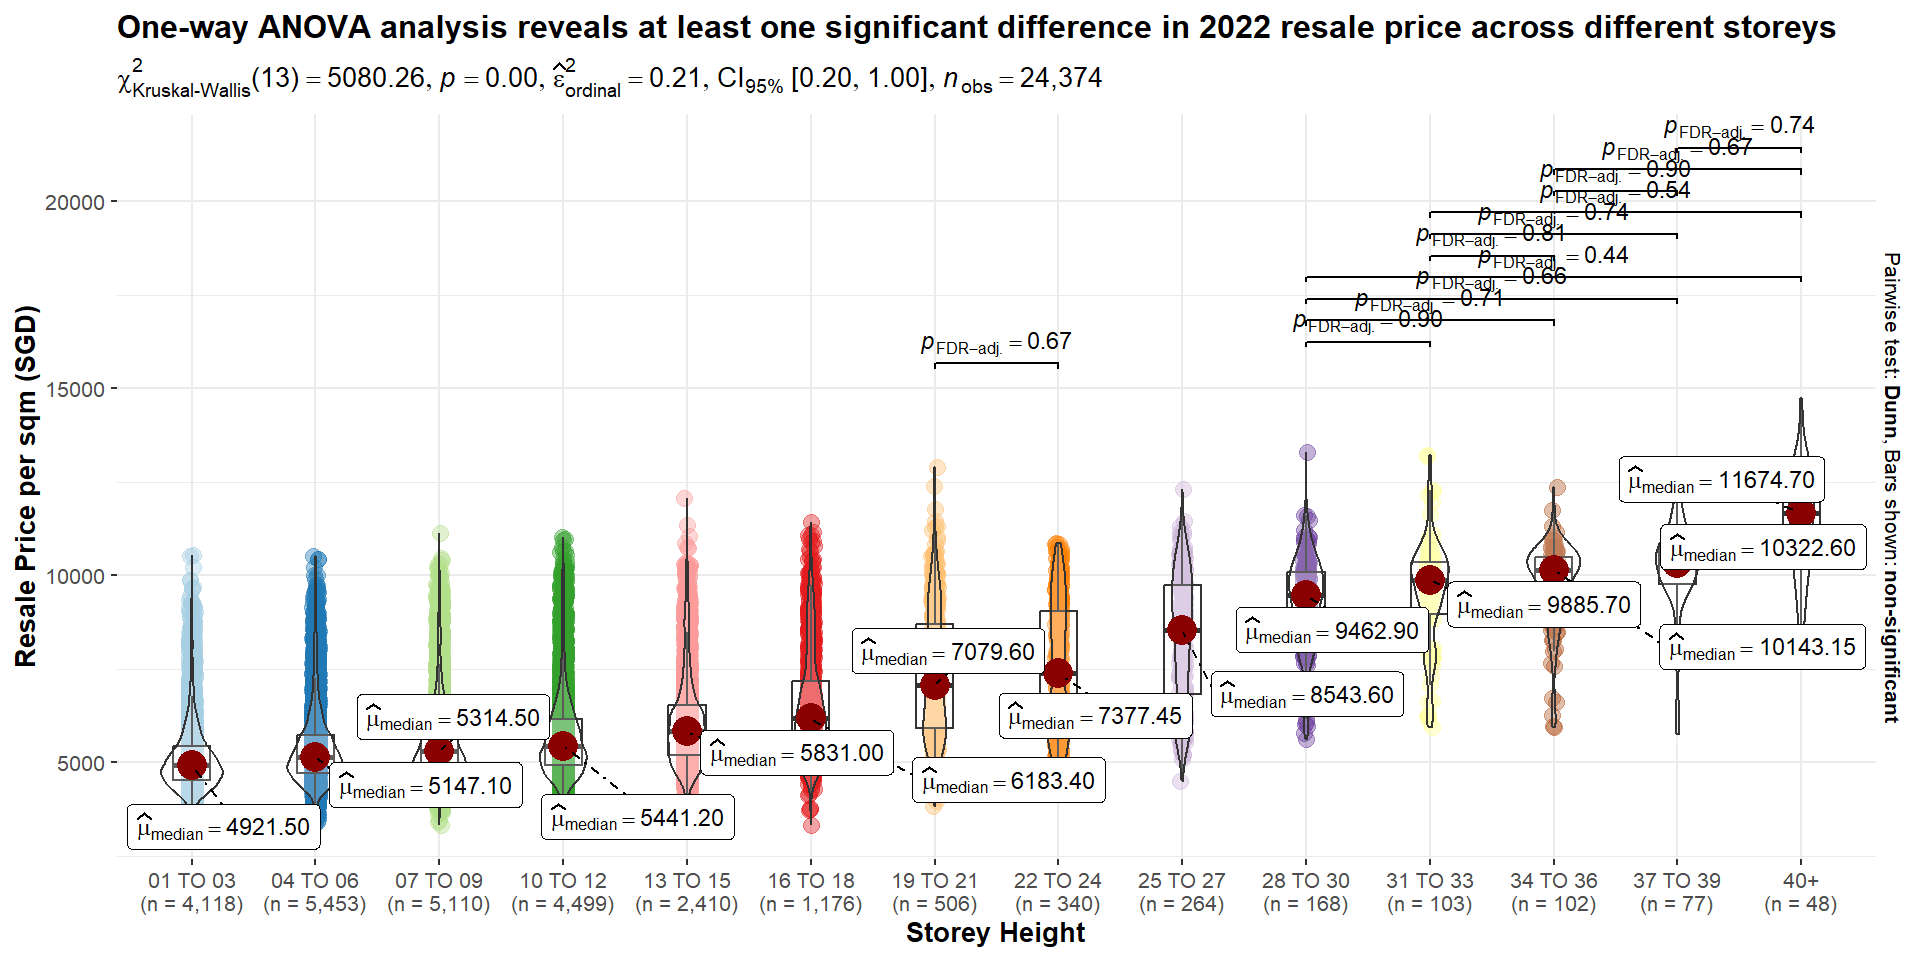 One-way ANOVA analysis reveals at least one significant difference in 2022 resale price across different storeys
χ²Kruskal-Wallis(13) = 5080.26, p = 0.00, ε̂²ordinal = 0.21, CI95% [0.20, 1.00], nobs = 24,374
pFDR-adj. = 0.74
pFDR-adj. = 0.67
pFDR-adj. = 0.90
pFDR-adj. = 0.54
pFDR-adj. = 0.74
pFDR-adj. = 0.81
pFDR-adj. = 0.44
pFDR-adj. = 0.66
pFDR-adj. = 0.71
pFDR-adj. = 0.90
pFDR-adj. = 0.67
20000
15000
10000
5000
Resale Price per sqm (SGD)
Pairwise test: Dunn, Bars shown: non-significant
μ̂median = 4921.50
μ̂median = 5147.10
μ̂median = 5314.50
μ̂median = 5441.20
μ̂median = 5831.00
μ̂median = 6183.40
μ̂median = 7079.60
μ̂median = 7377.45
μ̂median = 8543.60
μ̂median = 9462.90
μ̂median = 9885.70
μ̂median = 10143.15
μ̂median = 10322.60
μ̂median = 11674.70
01 TO 03
(n = 4,118)
04 TO 06
(n = 5,453)
07 TO 09
(n = 5,110)
10 TO 12
(n = 4,499)
13 TO 15
(n = 2,410)
16 TO 18
(n = 1,176)
19 TO 21
(n = 506)
22 TO 24
(n = 340)
25 TO 27
(n = 264)
28 TO 30
(n = 168)
31 TO 33
(n = 103)
34 TO 36
(n = 102)
37 TO 39
(n = 77)
40+
(n = 48)
Storey Height